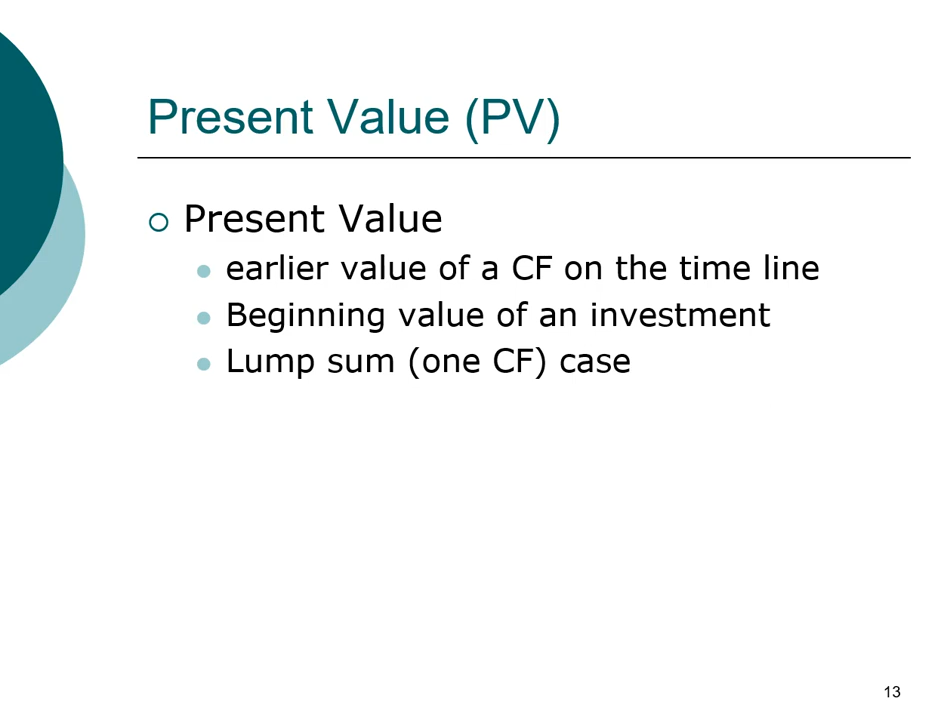 Present Value (PV)
Present Value
earlier value of a CF on the time line
Beginning value of an investment
Lump sum (one CF) case
13